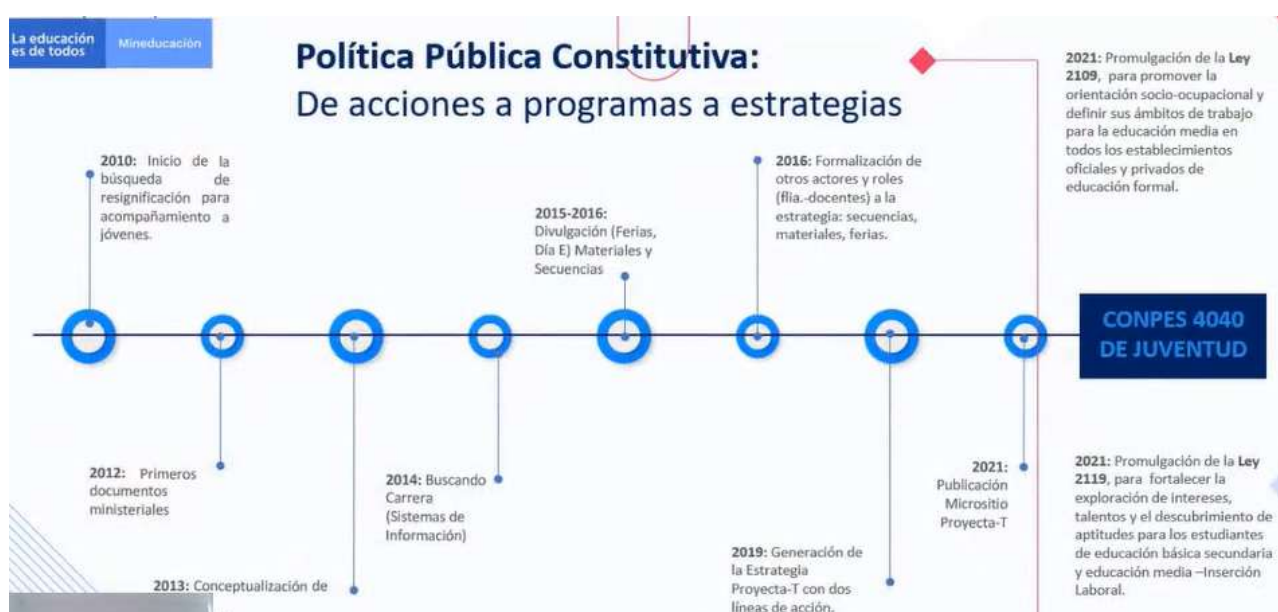 La educación
es de todos
Mineducación
Política Pública Constitutiva:
De acciones a programas a estrategias
2010: Inicio de la
búsqueda de
resignificación para
acompañamiento a
jóvenes.
2012: Primeros
documentos
ministeriales
2013: Conceptualización de
2014: Buscando
Carrera
(Sistemas de
Información)
2015-2016:
Divulgación (Ferias,
Día E) Materiales y
Secuencias
2016: Formalización de
otros actores y roles
(flia.-docentes) a la
estrategia: secuencias,
materiales, ferias.
2019: Generación de
la Estrategia
Proyecta-T con dos
líneas de acción.
2021:
Publicación
Micrositio
Proyecta-T
2021: Promulgación de la Ley
2109, para promover la
orientación socio-ocupacional y
definir sus ámbitos de trabajo
para la educación media en
todos los establecimientos
oficiales y privados de
educación formal.
CONPES 4040
DE JUVENTUD
2021: Promulgación de la Ley
2119, para fortalecer la
exploración de intereses,
talentos y el descubrimiento de
aptitudes para los estudiantes
de educación básica secundaria
y educación media –Inserción
Laboral.